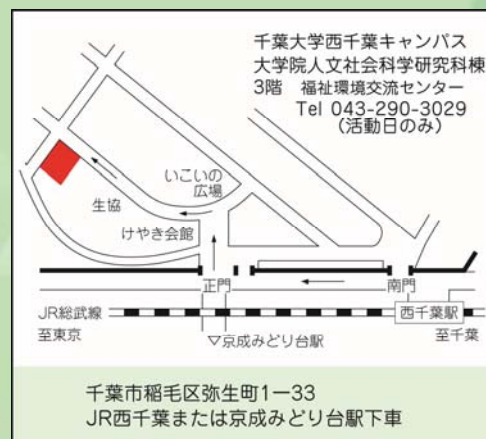 千葉大学西千葉キャンパス
大学院人文社会科学研究科棟
3階 福祉環境交流センター
Tel 043-290-3029
(活動日のみ)
いこいの
広場
生協
けやき会館
正門
南門
JR総武線
西千葉駅
至東京
▽京成みどり台駅
至千葉
千葉市稲毛区弥生町1ー33
JR西千葉または京成みどり台駅下車